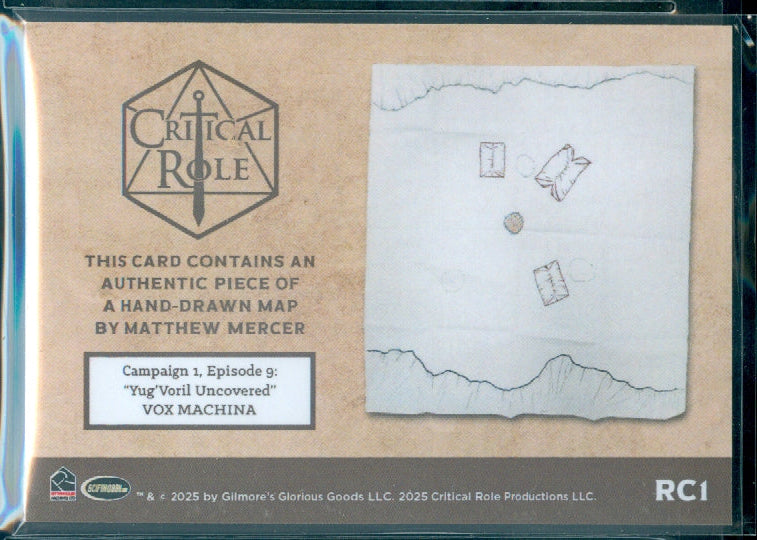 CRITICAL
ROLE
THIS CARD CONTAINS AN
AUTHENTIC PIECE OF
A HAND-DRAWN MAP
BY MATTHEW MERCER
Campaign 1, Episode 9:
“Yug’Voril Uncovered”
VOX MACHINA
™ & © 2025 by Gilmore's Glorious Goods LLC. 2025 Critical Role Productions LLC.
RC1